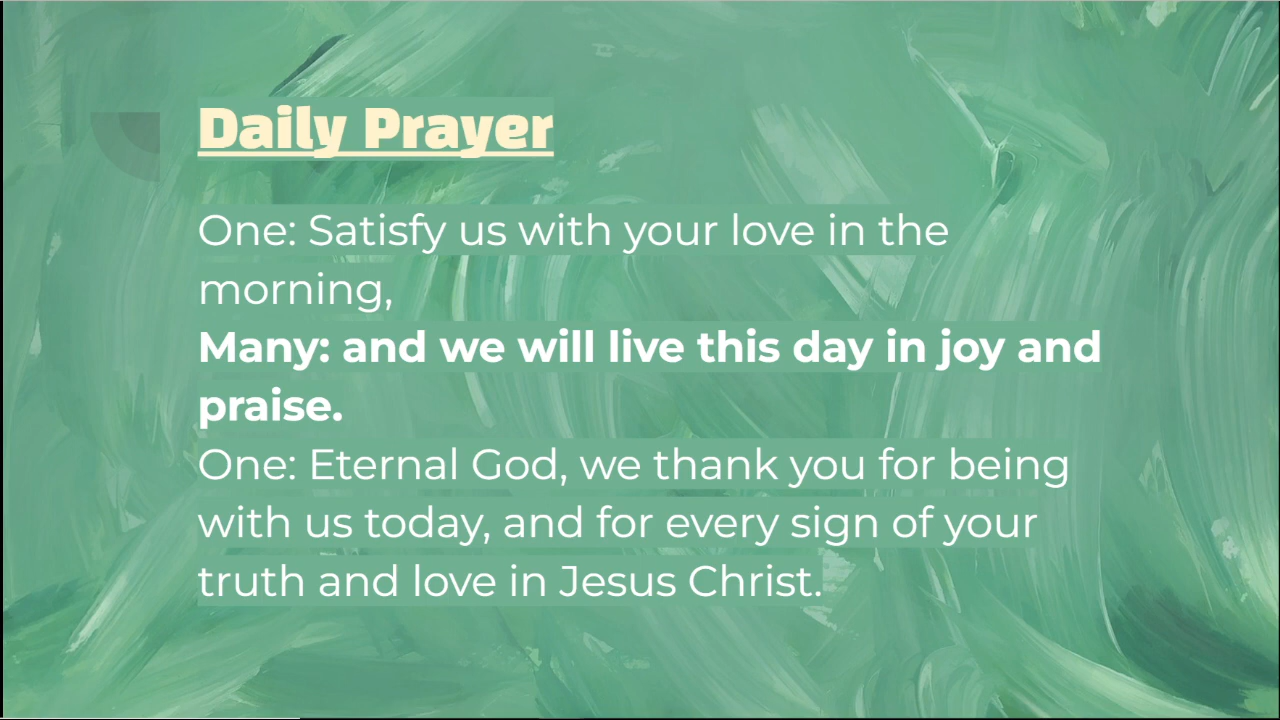 Daily Prayer
One: Satisfy us with your love in the
morning,
Many: and we will live this day in joy and
praise.
One: Eternal God, we thank you for being
with us today, and for every sign of your
truth and love in Jesus Christ.